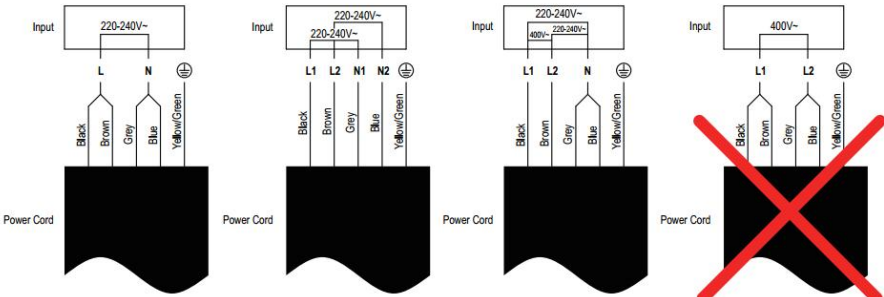 Input
220-240V~
L N
Black Brown Grey Blue Yellow/Green
Power Cord
Input
220-240V~
220-240V~
L1 L2 N1 N2
Black Brown Grey Blue Yellow/Green
Power Cord
Input
220-240V~
400V~ 220-240V~
L1 L2 N
Black Brown Grey Blue Yellow/Green
Power Cord
Input
400V~
L1 L2
Black Brown Grey Blue Yellow/Green
Power Cord